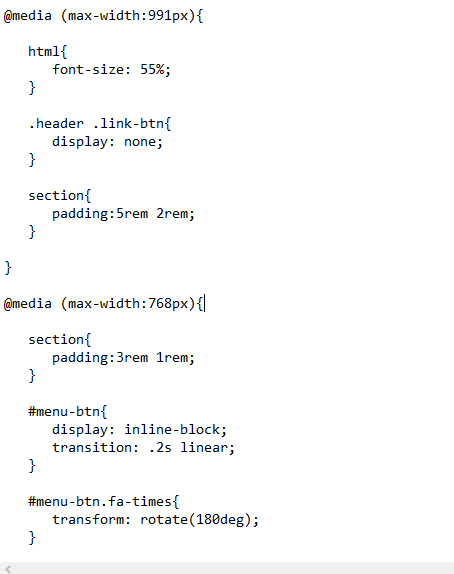 @media (max-width:991px){
html{
font-size: 55%;
}
.header .link-btn{
display: none;
}
section{
padding:5rem 2rem;
}
}
@media (max-width:768px){
section{
padding:3rem 1rem;
}
#menu-btn{
display: inline-block;
transition: .2s linear;
}
#menu-btn.fa-times{
transform: rotate(180deg);
}